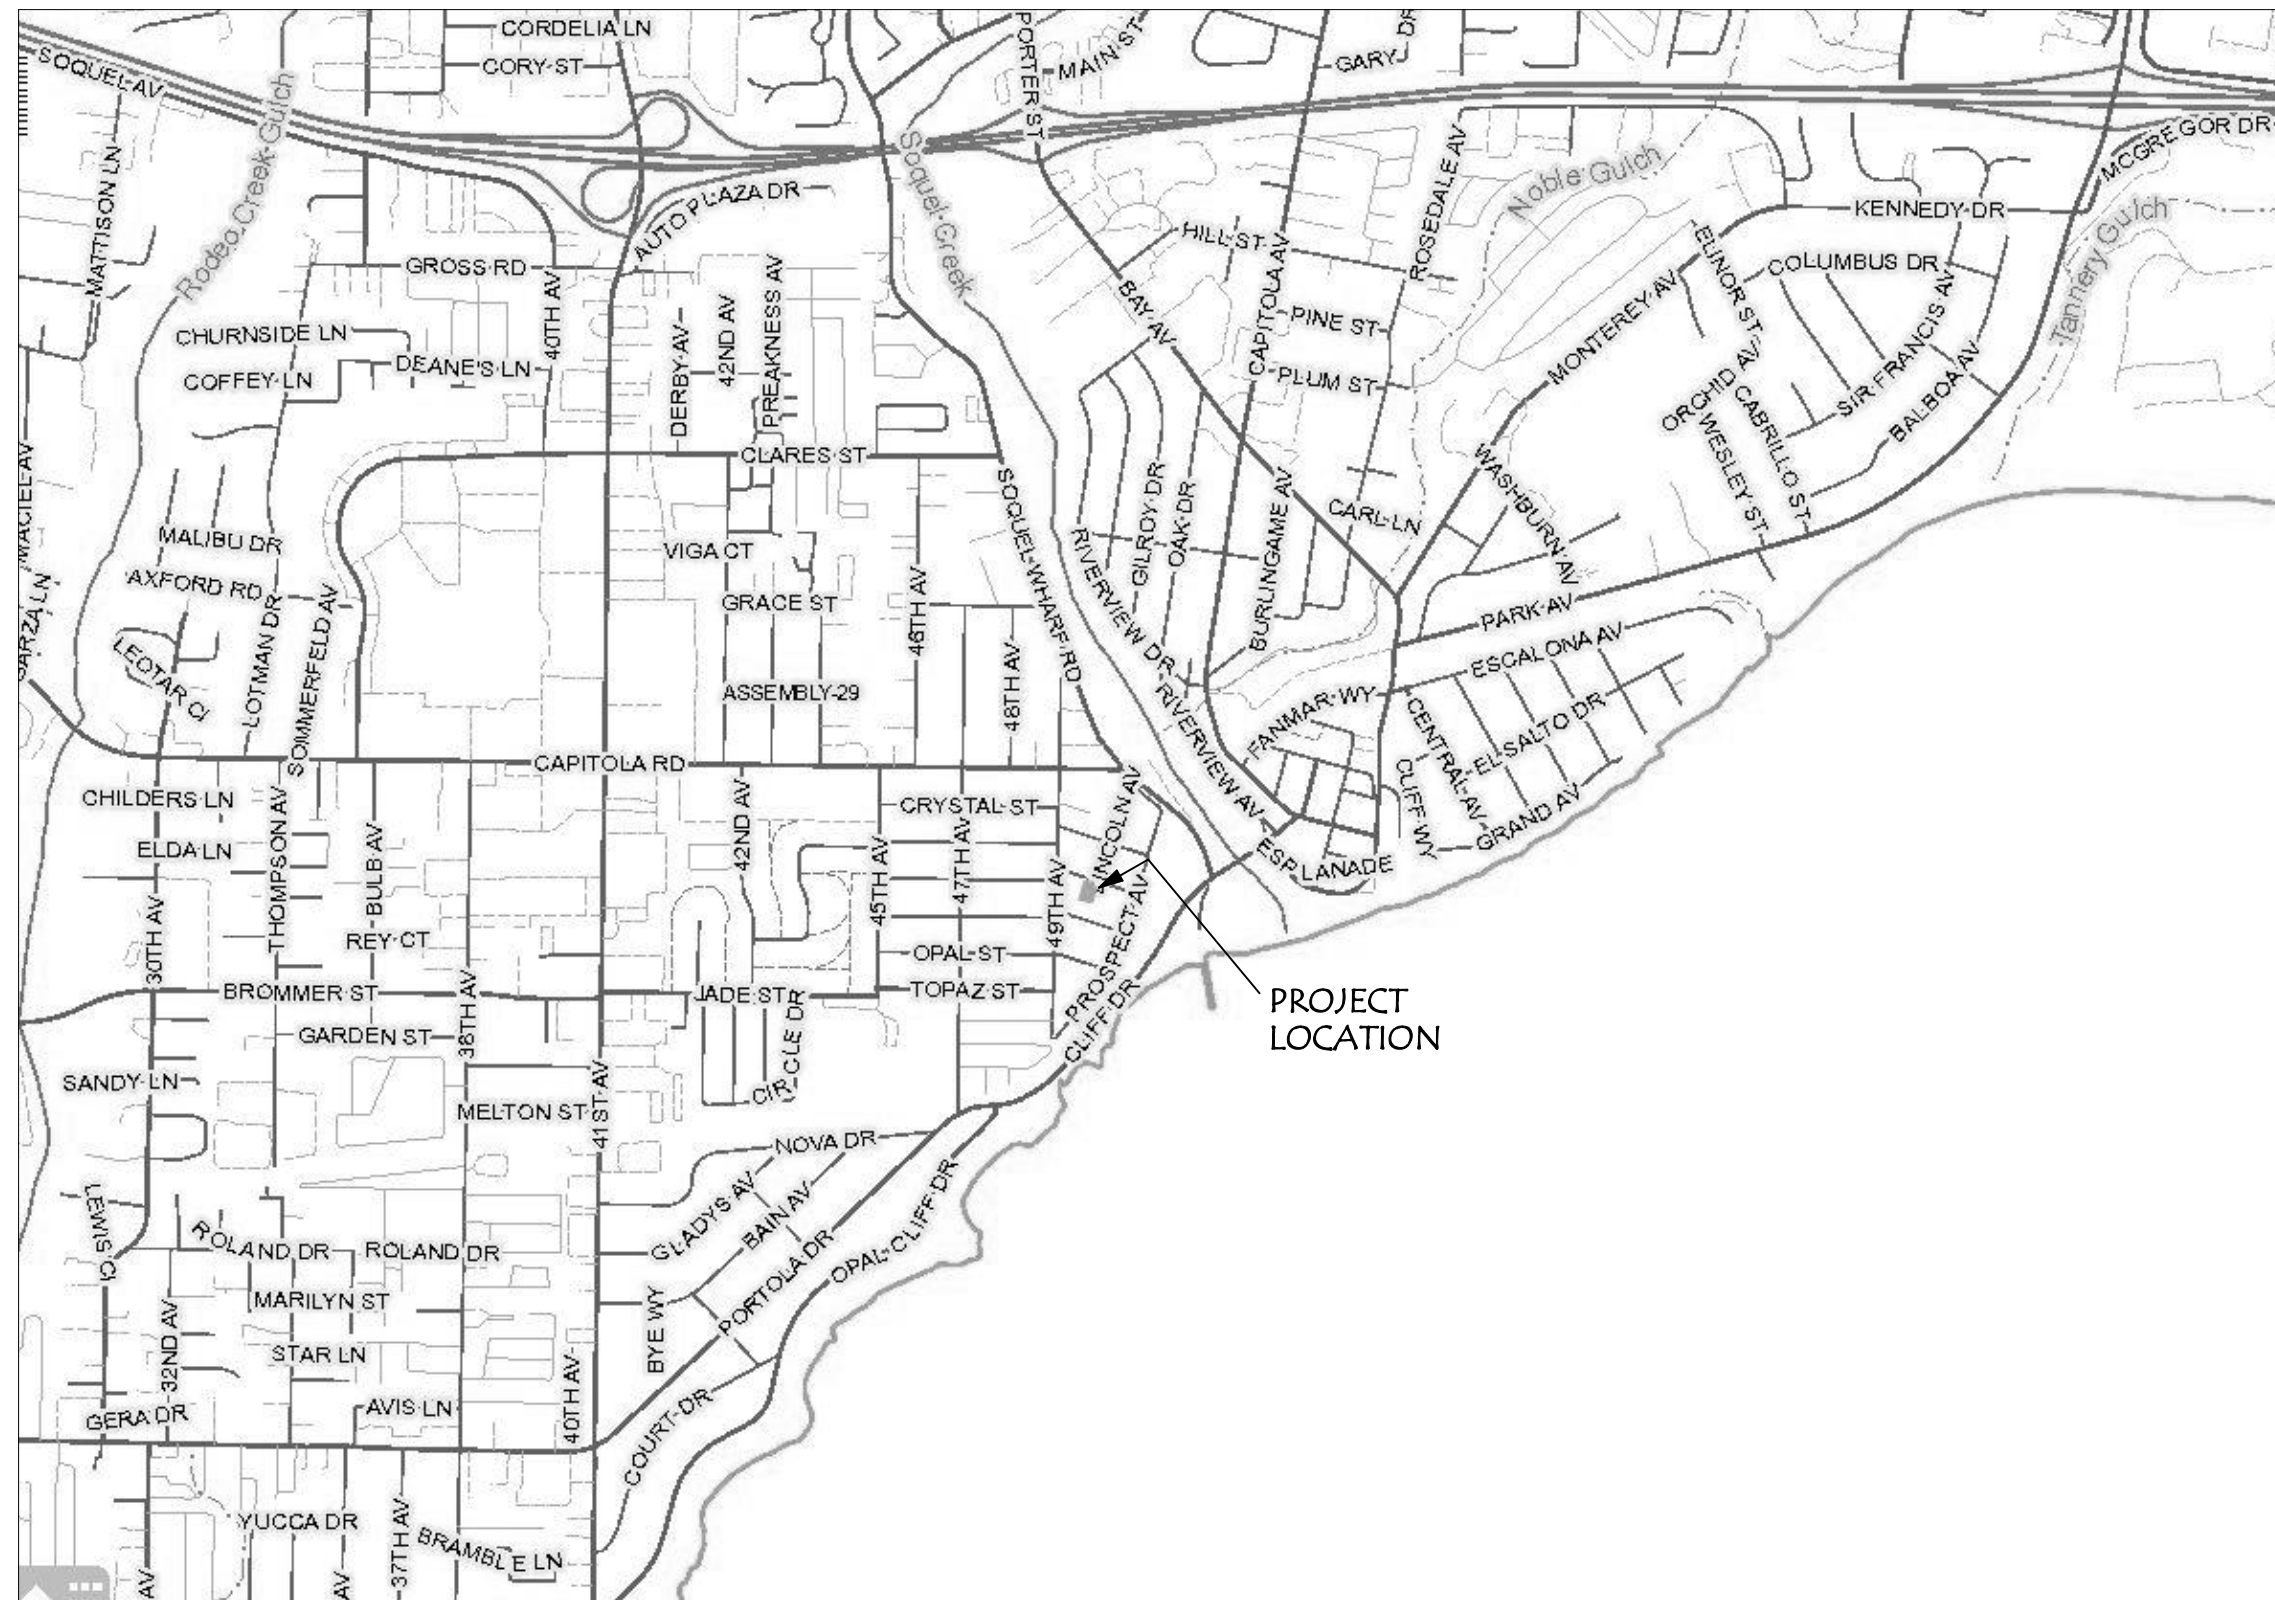 CORDELIA LN
PORTER ST
MAIN ST
GARY DR
SOQUEL AV
CORY ST
Rodeo Creek Gulch
Soquel Creek
ROSEDALE AV
Noble Gulch
MCGREGOR DR
MATTISON LN
AUTO PLAZA DR
KENNEDY DR
Tannery Gulch
HILL ST
CAPITOLA AV
ELINOR ST
COLUMBUS DR
GROSS RD
40TH AV
PREAKNESS AV
42ND AV
DERBY AV
BAY AV
PINE ST
MONTEREY AV
SIR FRANCIS AV
CHURNSIDE LN
DEANE'S LN
COFFEY LN
PLUM ST
ORCHID AV
CABRILLO ST
BALBOA AV
WESLEY ST
CLARES ST
SOQUEL-WHARF RD
MACIEL AV
WASHBURN AV
GILROY DR
OAK DR
BURLINGAME AV
CARL LN
RIVERVIEW DR
MALIBU DR
VIGA CT
AXFORD RD
GARZA LN
LOTMAN DR
SOMMERFELD AV
GRACE ST
46TH AV
PARK AV
ESCALONA AV
LEOTAR CI
ASSEMBLY-29
48TH AV
RIVERVIEW AV
FANMAR WY
CENTRAL AV
EL SALTO DR
CAPITOLA RD
CLIFF WY
GRAND AV
CHILDERS LN
THOMPSON AV
BULB AV
42ND AV
CRYSTAL ST
LINCOLN AV
ELDA LN
45TH AV
47TH AV
49TH AV
ESPLANADE
30TH AV
REY CT
38TH AV
OPAL ST
PROSPECT AV
BROMMER ST
JADE ST
TOPAZ ST
CLIFF DR
PROJECT
LOCATION
GARDEN ST
CIRCLE DR
SANDY LN
MELTON ST
41ST AV
NOVA DR
LEWIS CI
GLADYS AV
BAIN AV
OPAL CLIFF DR
ROLAND DR
ROLAND DR
PORTOLA DR
MARILYN ST
BYE WY
32ND AV
STAR LN
40TH AV
GERA DR
AVIS LN
COURT DR
YUCCA DR
37TH AV
BRAMBLE LN
AV
AV